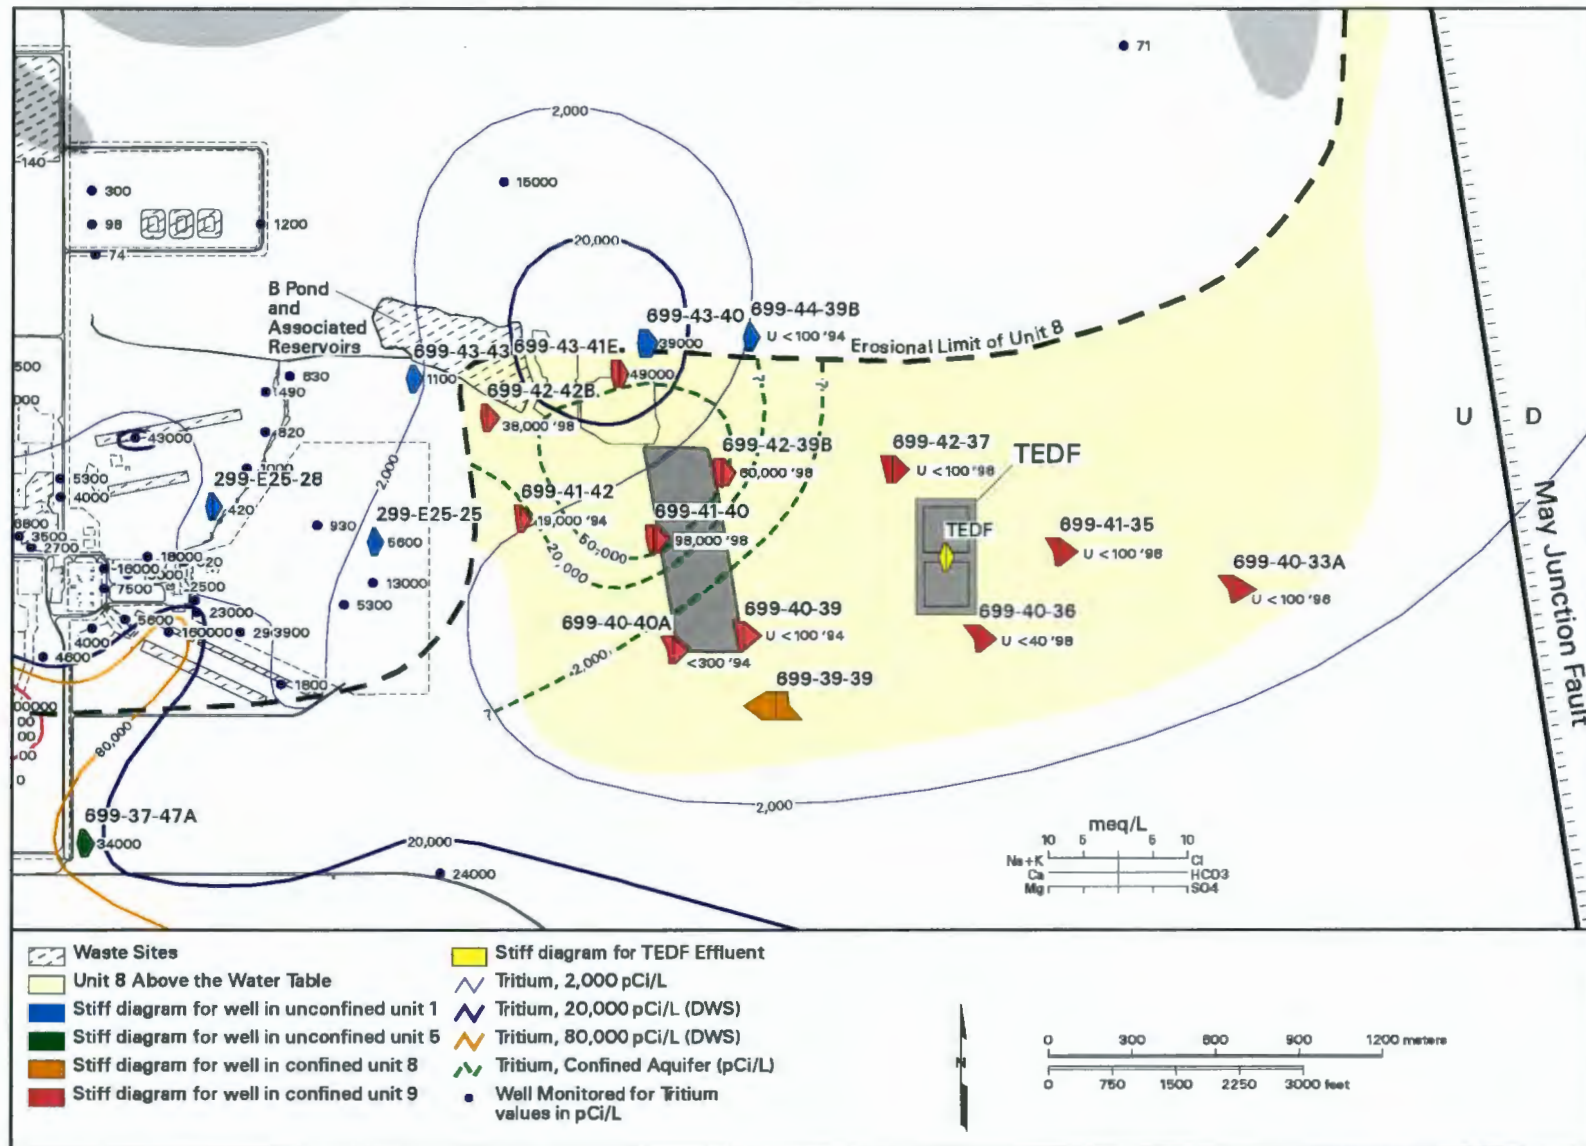 2,000
71
140
300
98
74
1200
15000
20,000
B Pond
and
Associated
Reservoirs
699-43-40
39000
699-44-39B
U <100 '94
Erosional Limit of Unit 8
699-43-43
1100
699-43-41E
49000
500
630
490
820
43000
2,000
699-42-42B
38,000 '98
699-42-39B
60,000 '98
699-42-37
U <100 '98
TEDF
TEDF
U
D
May Junction Fault
5300
4000
3500
2700
299-E25-28
420
930
299-E25-25
5600
13000
5300
699-41-42
19,000 '94
20,000
50,000
699-41-40
98,000 '98
699-41-35
U <100 '98
699-40-33A
U <100 '98
18000
16000
7500
2500
23000
5600
4000
4600
160000
3900
1800
699-40-40A
<300 '94
699-40-39
U <100 '94
699-40-36
U <40 '98
2,000
?
?
?
699-39-39
80,000
2,000
699-37-47A
34000
20,000
24000
meq/L
10 5 5 10
Na+K Cl
Ca HCO3
Mg SO4
Waste Sites
Unit 8 Above the Water Table
Stiff diagram for well in unconfined unit 1
Stiff diagram for well in unconfined unit 5
Stiff diagram for well in confined unit 8
Stiff diagram for well in confined unit 9
Stiff diagram for TEDF Effluent
Tritium, 2,000 pCi/L
Tritium, 20,000 pCi/L (DWS)
Tritium, 80,000 pCi/L (DWS)
Tritium, Confined Aquifer (pCi/L)
Well Monitored for Tritium
values in pCi/L
N
0 300 600 900 1200 meters
0 750 1500 2250 3000 feet